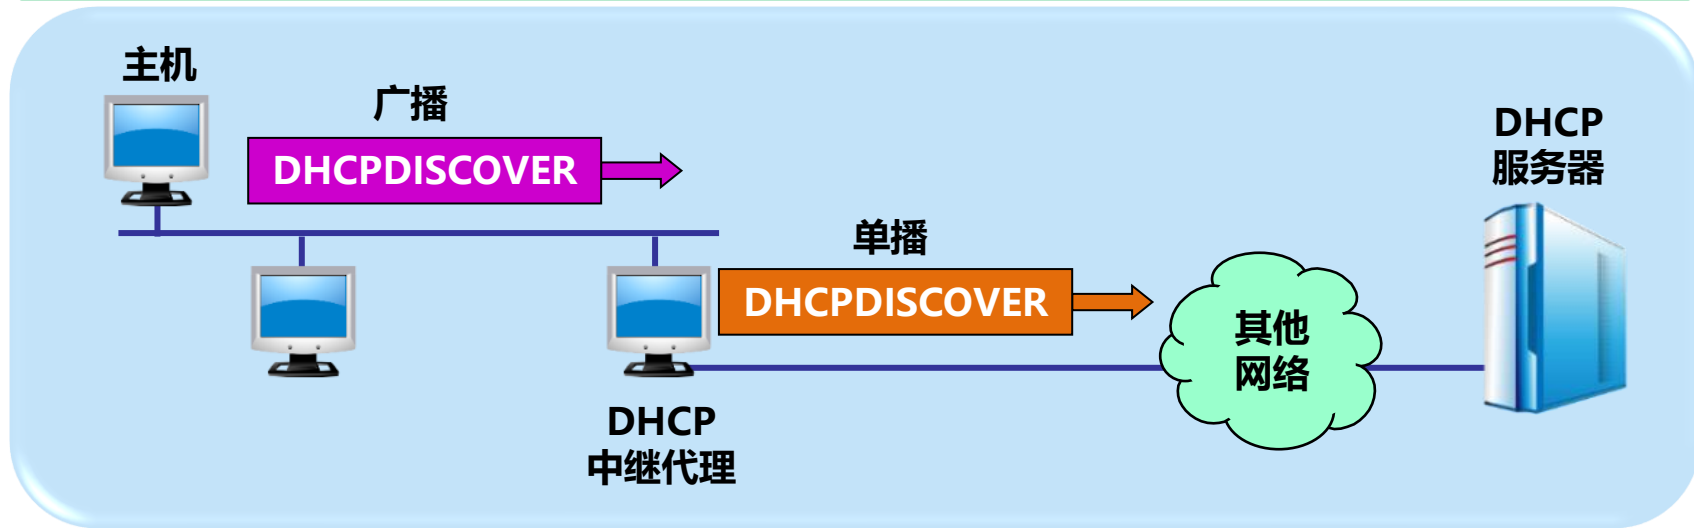 主机
广播
DHCPDISCOVER
DHCP
服务器
单播
DHCPDISCOVER
其他
网络
DHCP
中继代理